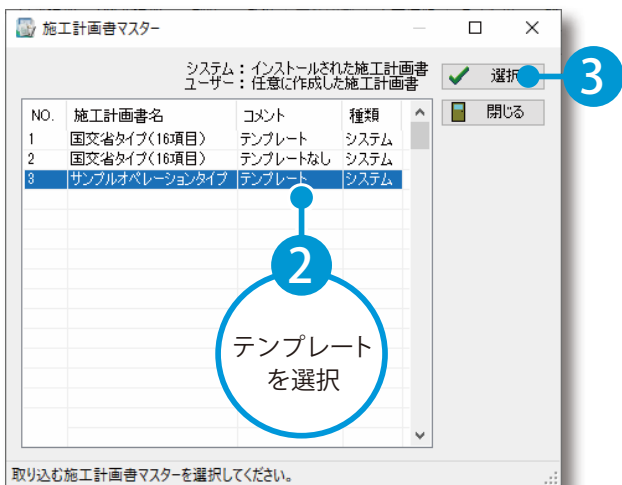 施工計画書マスター
システム：インストールされた施工計画書
ユーザー：任意に作成した施工計画書
選択
3
閉じる
NO. 施工計画書名 コメント 種類
1 国交省タイプ(16項目) テンプレート システム
2 国交省タイプ(16項目) テンプレートなし システム
3 サンプルオペレーションタイプ テンプレート システム
2
テンプレート
を選択
取り込む施工計画書マスターを選択してください。